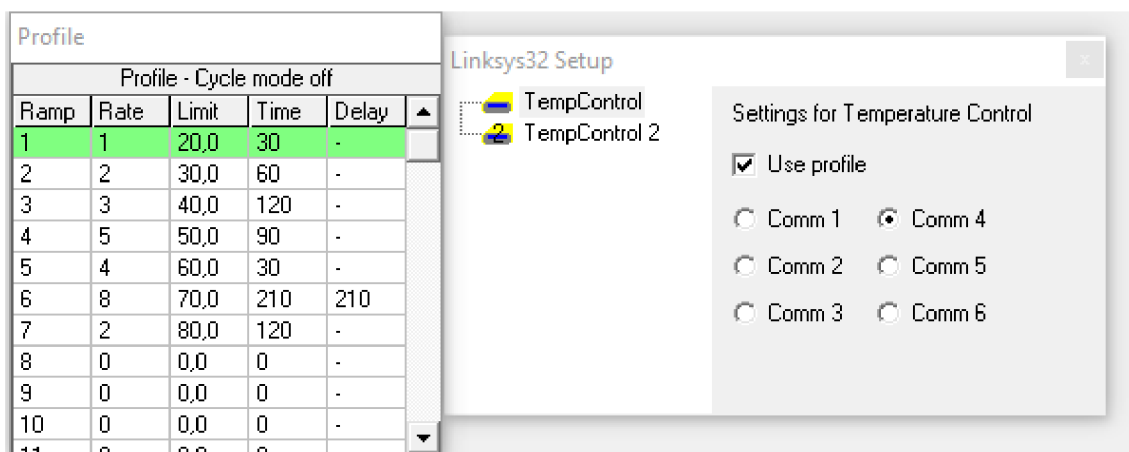 Profile
Profile - Cycle mode off
Ramp Rate Limit Time Delay
1 1 20,0 30 -
2 2 30,0 60 -
3 3 40,0 120 -
4 5 50,0 90 -
5 4 60,0 30 -
6 8 70,0 210 210
7 2 80,0 120 -
8 0 0,0 0 -
9 0 0,0 0 -
10 0 0,0 0 -
Linksys32 Setup
TempControl
2 TempControl 2
Settings for Temperature Control
Use profile
Comm 1 Comm 4
Comm 2 Comm 5
Comm 3 Comm 6